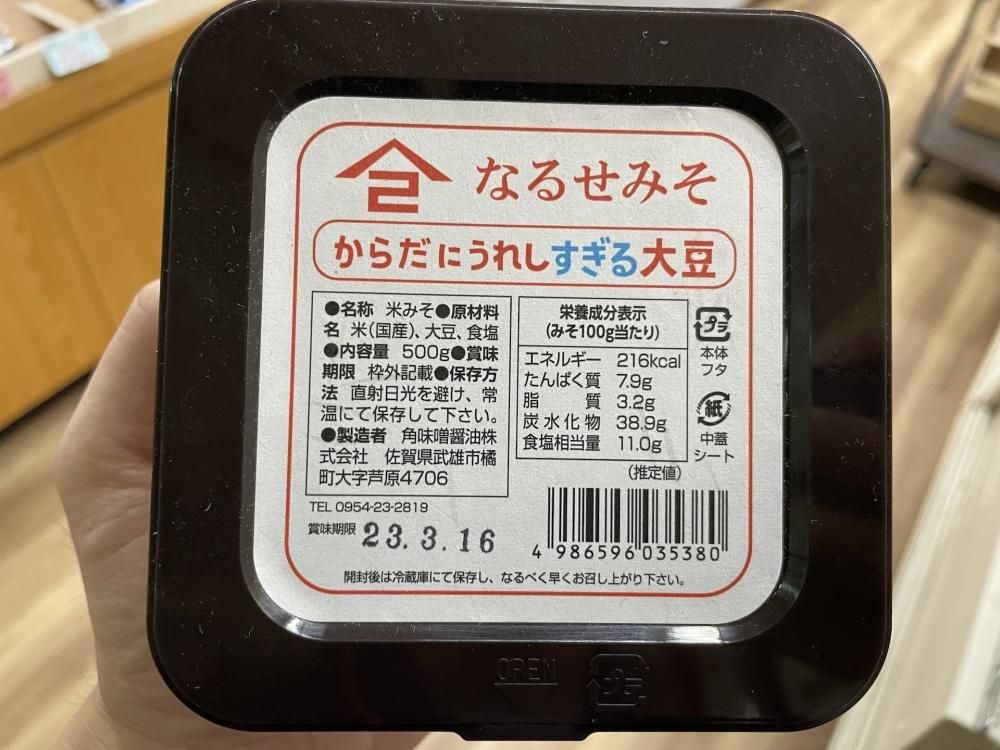 なるせみそ
からだにうれしすぎる大豆
●名称 米みそ●原材料
名 米(国産)、大豆、食塩
●内容量 500g●賞味
期限 枠外記載●保存方
法 直射日光を避け、常
温にて保存して下さい。
●製造者 角味噌醤油株
式会社 佐賀県武雄市橘
町大字芦原4706
TEL 0954-23-2819
賞味期限 23.3.16
栄養成分表示
(みそ100g当たり)
エネルギー 216kcal
たんぱく質 7.9g
脂質 3.2g
炭水化物 38.9g
食塩相当量 11.0g
(推定値)
プラ
本体
フタ
紙
中蓋
シート
4 986596 035380
開封後は冷蔵庫にて保存し、なるべく早くお召し上がり下さい。
OPEN
プラ